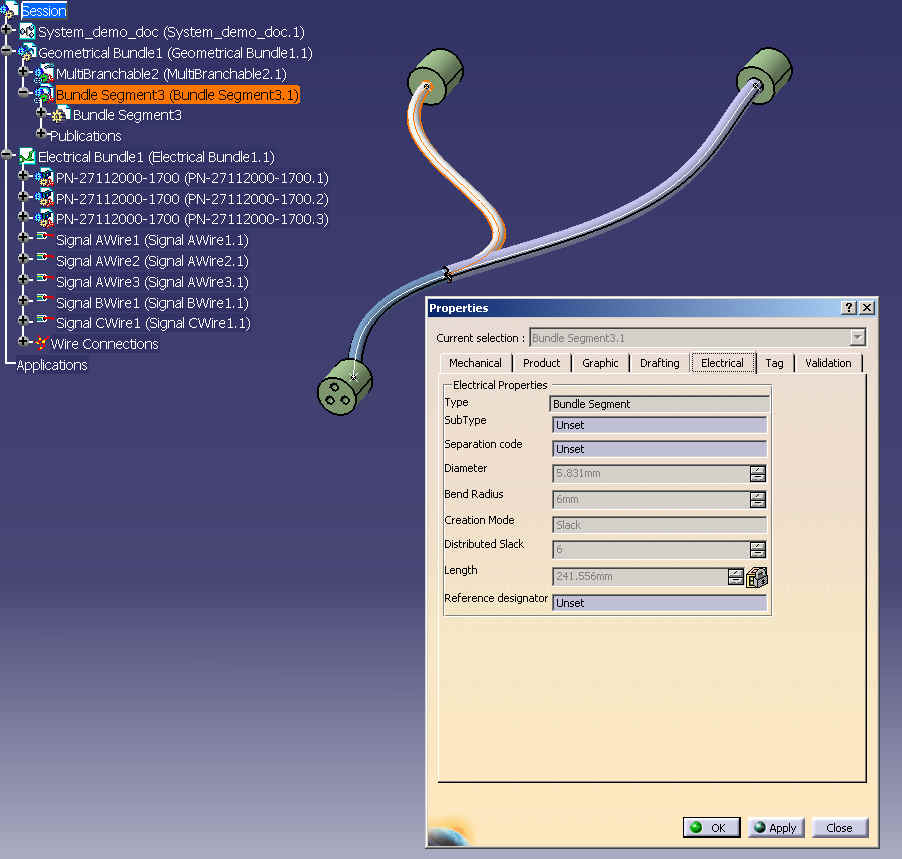 Session
System_demo_doc (System_demo_doc.1)
Geometrical Bundle1 (Geometrical Bundle1.1)
MultiBranchable2 (MultiBranchable2.1)
Bundle Segment3 (Bundle Segment3.1)
Bundle Segment3
Publications
Electrical Bundle1 (Electrical Bundle1.1)
PN-27112000-1700 (PN-27112000-1700.1)
PN-27112000-1700 (PN-27112000-1700.2)
PN-27112000-1700 (PN-27112000-1700.3)
Signal AWire1 (Signal AWire1.1)
Signal AWire2 (Signal AWire2.1)
Signal AWire3 (Signal AWire3.1)
Signal BWire1 (Signal BWire1.1)
Signal CWire1 (Signal CWire1.1)
Wire Connections
Applications
Properties
Current selection : Bundle Segment3.1
Mechanical Product Graphic Drafting Electrical Tag Validation
Electrical Properties
Type Bundle Segment
SubType Unset
Separation code Unset
Diameter 5.831mm
Bend Radius 6mm
Creation Mode Slack
Distributed Slack 6
Length 241.556mm
Reference designator Unset
OK Apply Close